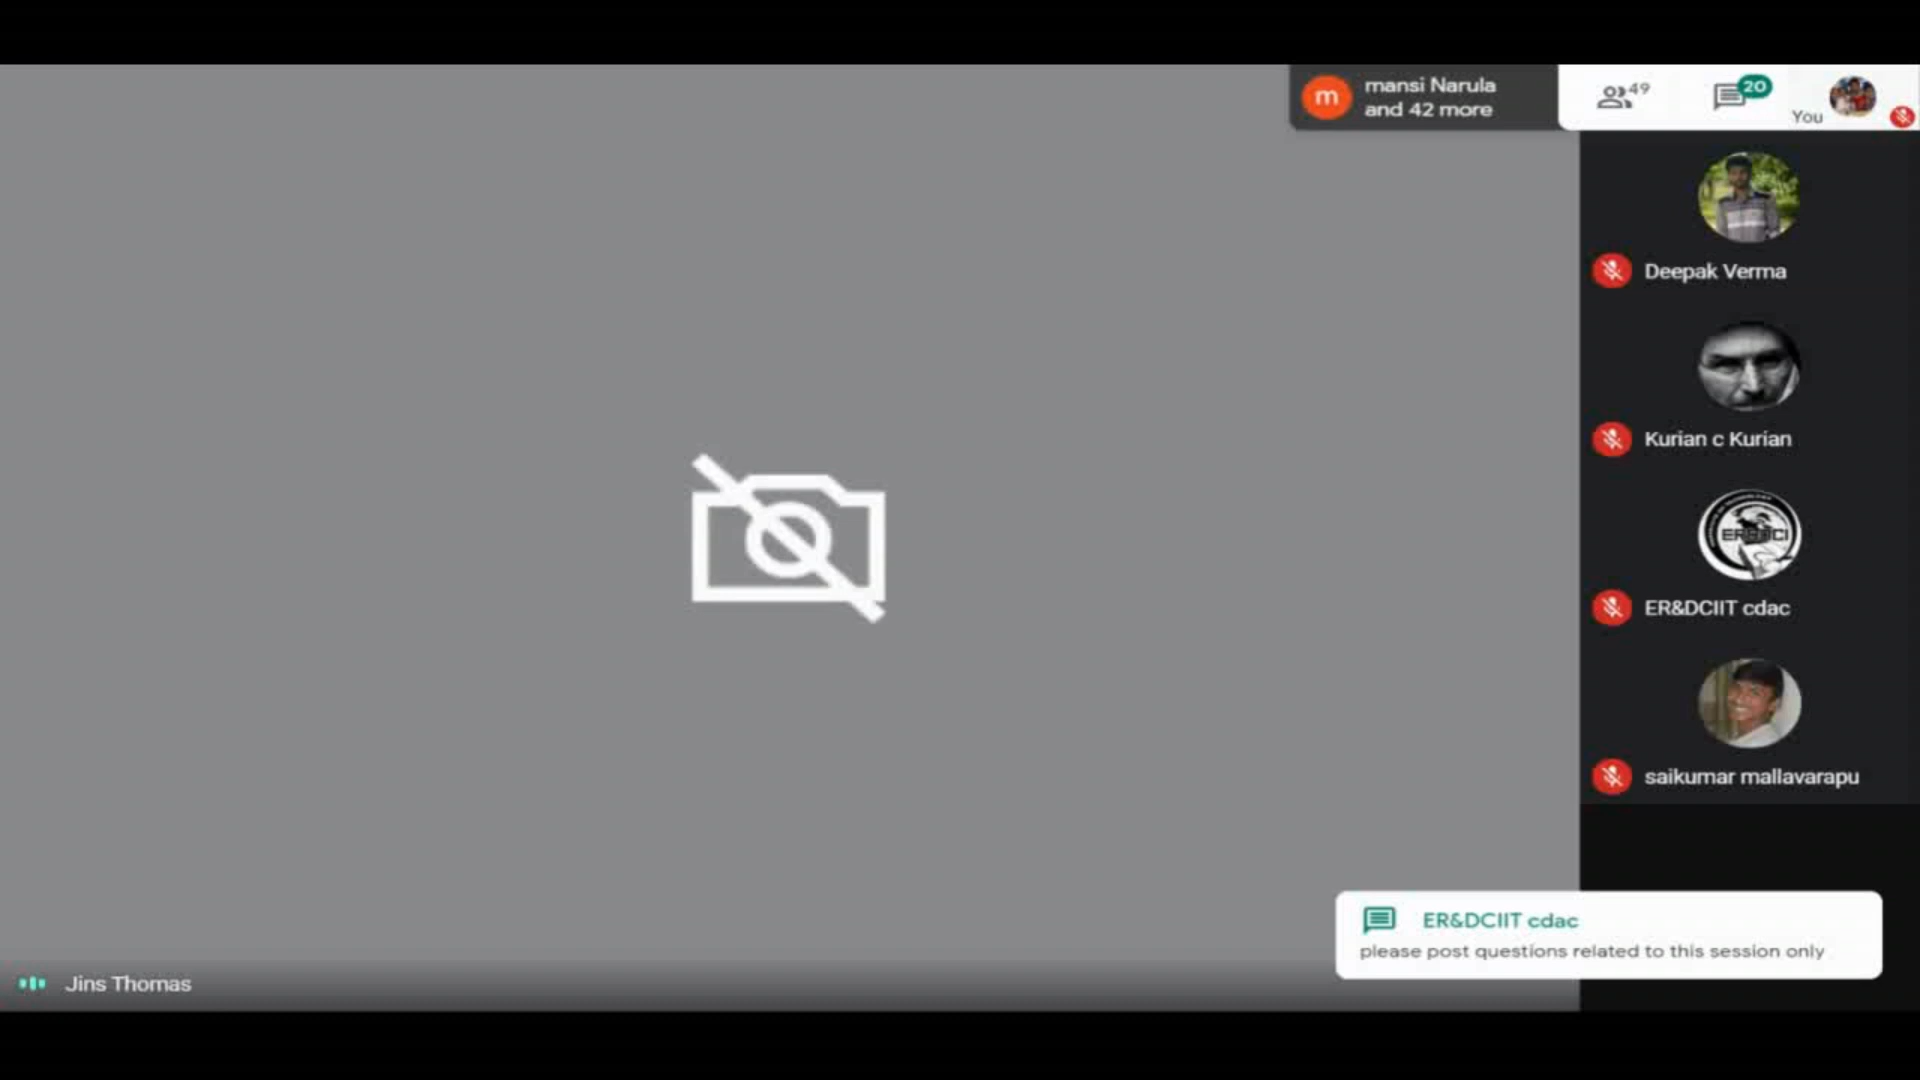 m
mansi Narula
and 42 more
49
20
You
Deepak Verma
Kurian c Kurian
ER&DCIIT cdac
saikumar mallavarapu
ER&DCIIT cdac
please post questions related to this session only
Jins Thomas